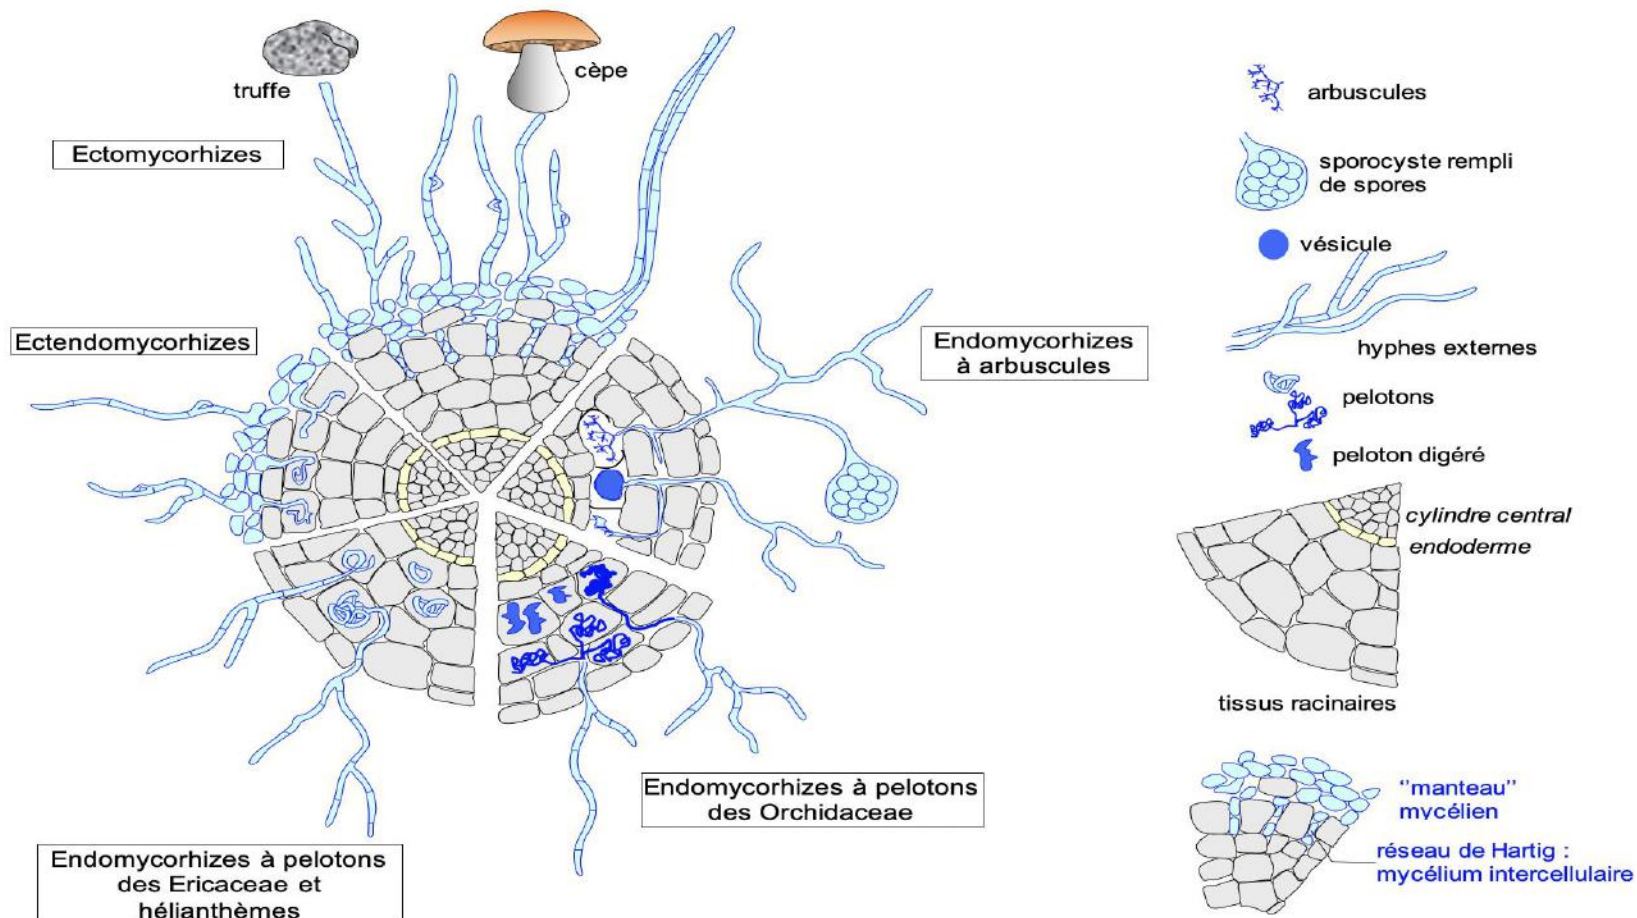 truffe
cèpe
Ectomycorhizes
Ectendomycorhizes
Endomycorhizes
à arbuscules
Endomycorhizes à pelotons
des Orchidaceae
Endomycorhizes à pelotons
des Ericaceae et
hélianthèmes
arbuscules
sporocyste rempli
de spores
vésicule
hyphes externes
pelotons
peloton digéré
cylindre central
endoderme
tissus racinaires
"manteau"
mycélien
réseau de Hartig :
mycélium intercellulaire